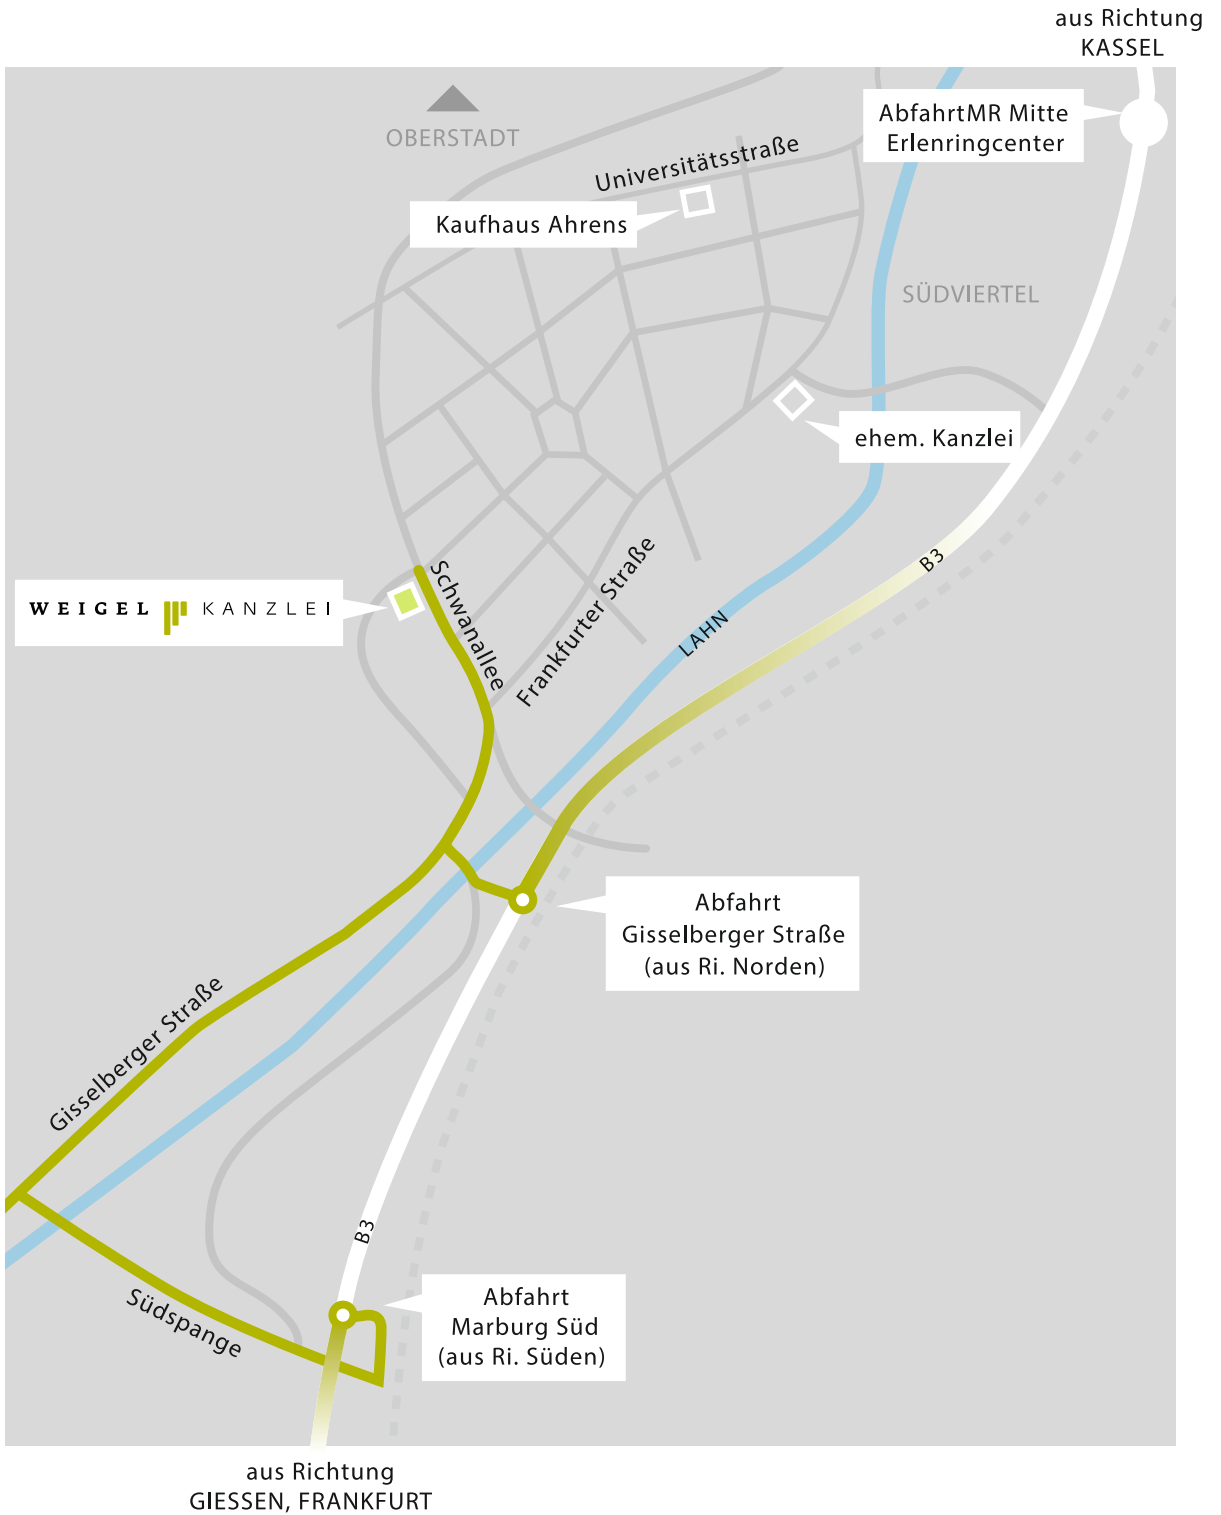 aus Richtung
KASSEL
AbfahrtMR Mitte
Erlenringcenter
OBERSTADT
Universitätsstraße
Kaufhaus Ahrens
SÜDVIERTEL
ehem. Kanzlei
B3
WEIGEL KANZLEI
Schwanallee
Frankfurter Straße
LAHN
Abfahrt
Gisselberger Straße
(aus Ri. Norden)
Gisselberger Straße
B3
Südspange
Abfahrt
Marburg Süd
(aus Ri. Süden)
aus Richtung
GIESSEN, FRANKFURT